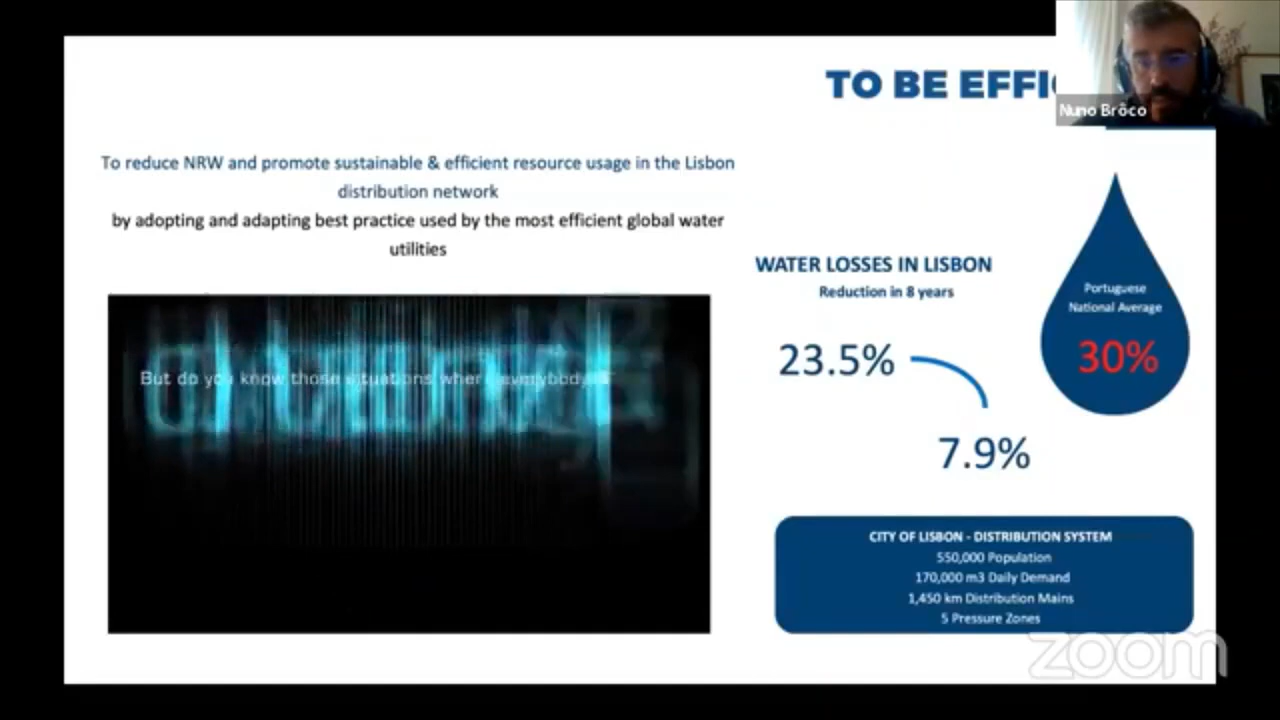 TO BE EFFI
Nuno Brôco
To reduce NRW and promote sustainable & efficient resource usage in the Lisbon
distribution network
by adopting and adapting best practice used by the most efficient global water
utilities
But do you know those situations where everybody
WATER LOSSES IN LISBON
Reduction in 8 years
23.5%
7.9%
Portuguese
National Average
30%
CITY OF LISBON - DISTRIBUTION SYSTEM
550,000 Population
170,000 m3 Daily Demand
1,450 km Distribution Mains
5 Pressure Zones
zoom